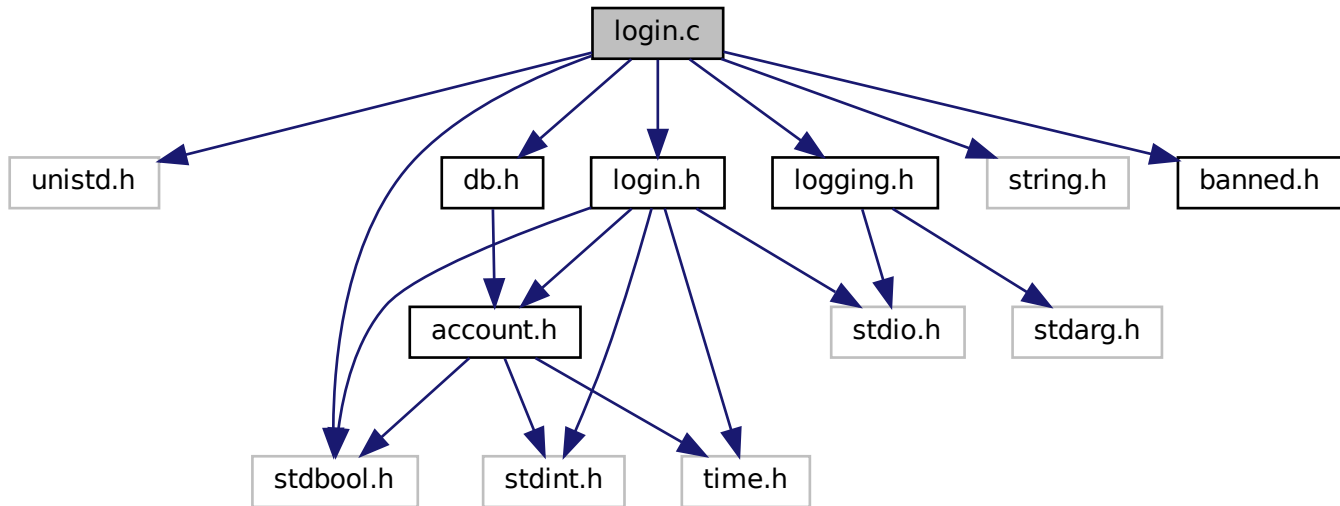 login.c
unistd.h
db.h
login.h
logging.h
string.h
banned.h
account.h
stdio.h
stdarg.h
stdbool.h
stdint.h
time.h